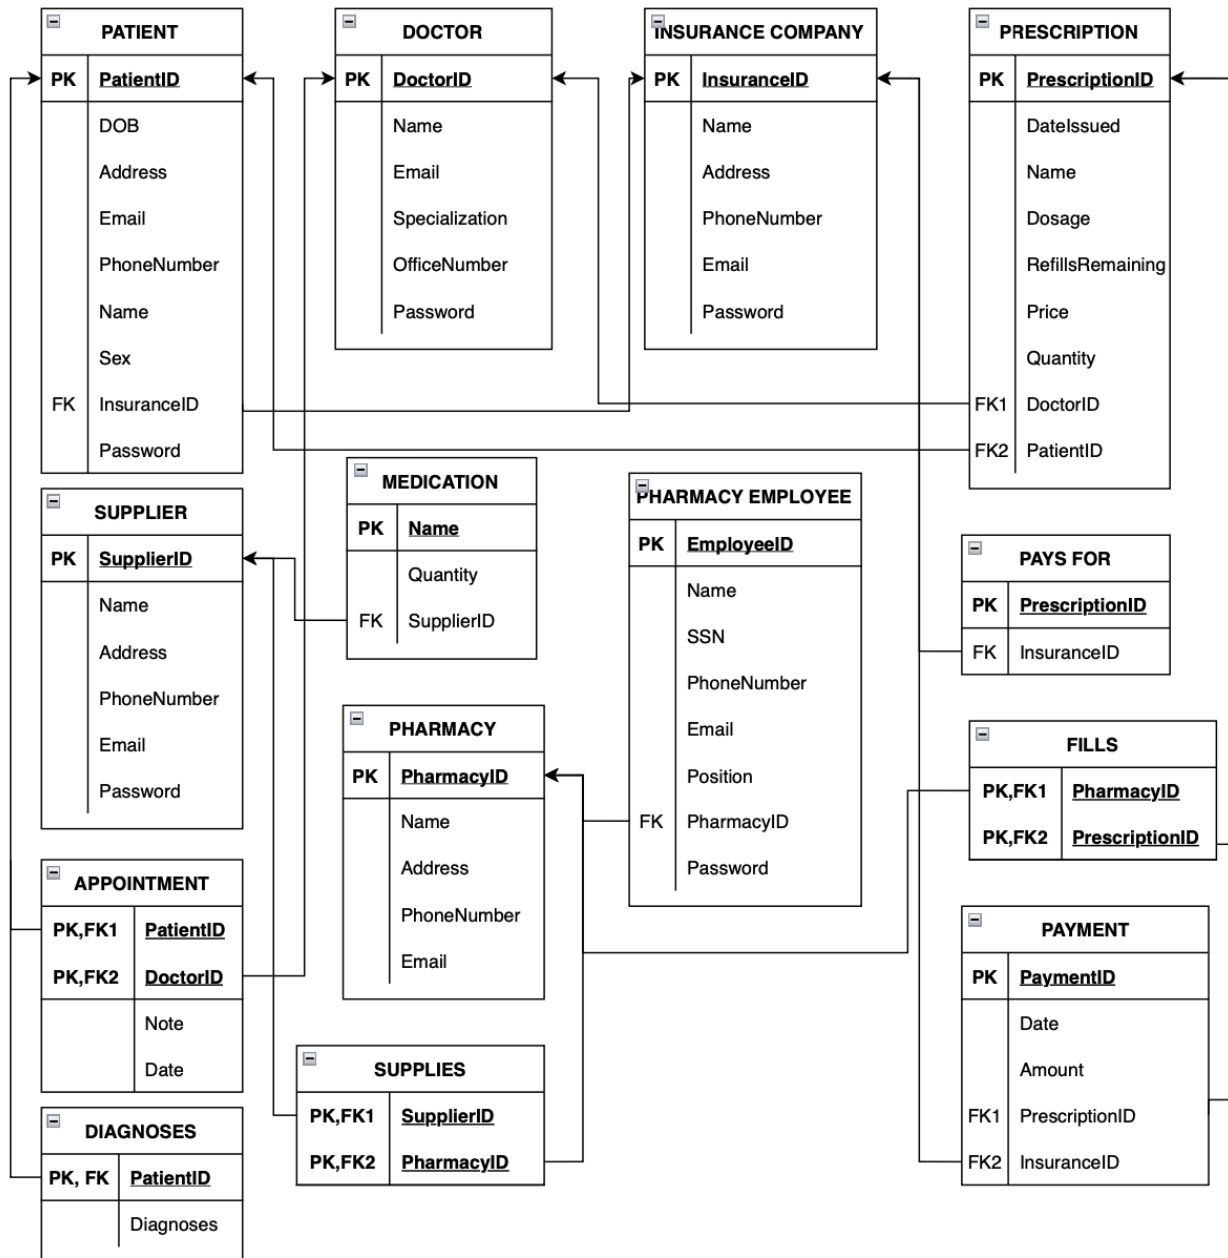 PATIENT
PK PatientID
DOB
Address
Email
PhoneNumber
Name
Sex
FK InsuranceID
Password
DOCTOR
PK DoctorID
Name
Email
Specialization
OfficeNumber
Password
INSURANCE COMPANY
PK InsuranceID
Name
Address
PhoneNumber
Email
Password
PRESCRIPTION
PK PrescriptionID
DateIssued
Name
Dosage
RefillsRemaining
Price
Quantity
FK1 DoctorID
FK2 PatientID
SUPPLIER
PK SupplierID
Name
Address
PhoneNumber
Email
Password
MEDICATION
PK Name
Quantity
FK SupplierID
PHARMACY EMPLOYEE
PK EmployeeID
Name
SSN
PhoneNumber
Email
Position
FK PharmacyID
Password
PAYS FOR
PK PrescriptionID
FK InsuranceID
PHARMACY
PK PharmacyID
Name
Address
PhoneNumber
Email
FILLS
PK,FK1 PharmacyID
PK,FK2 PrescriptionID
APPOINTMENT
PK,FK1 PatientID
PK,FK2 DoctorID
Note
Date
PAYMENT
PK PaymentID
Date
Amount
FK1 PrescriptionID
FK2 InsuranceID
SUPPLIES
PK,FK1 SupplierID
PK,FK2 PharmacyID
DIAGNOSES
PK, FK PatientID
Diagnoses